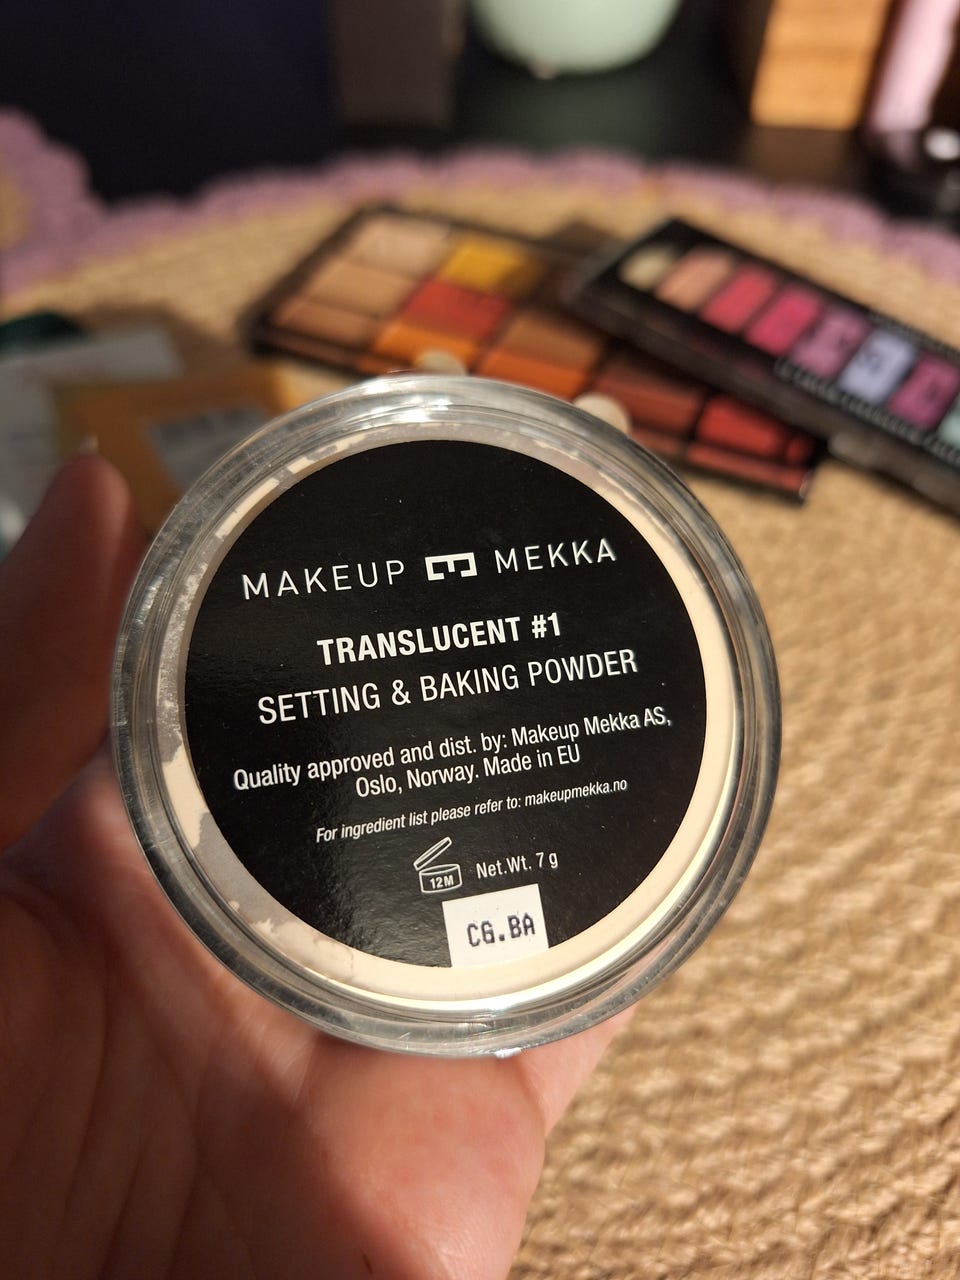 MAKEUP MEKKA
TRANSLUCENT #1
SETTING & BAKING POWDER
Quality approved and dist. by: Makeup Mekka AS,
Oslo, Norway. Made in EU
For ingredient list please refer to: makeupmekka.no
12M Net.Wt. 7 g
CG.BA